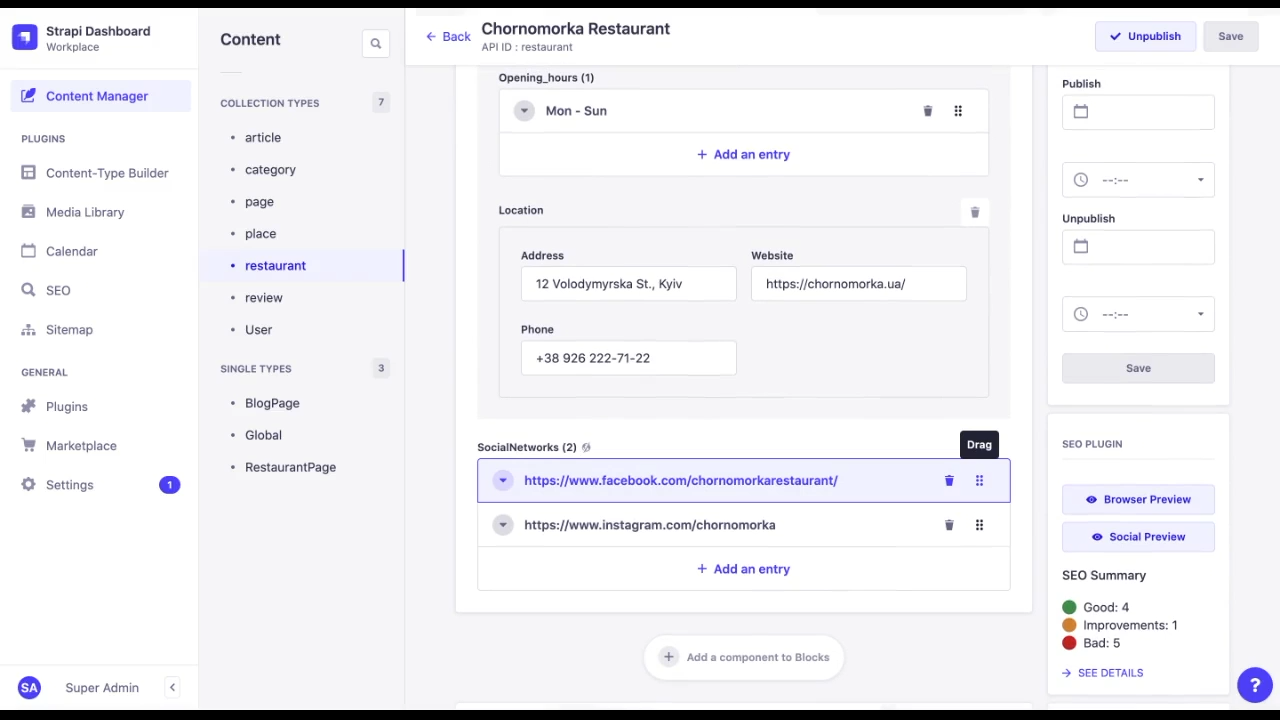 Strapi Dashboard
Workplace
Content Manager
PLUGINS
Content-Type Builder
Media Library
Calendar
SEO
Sitemap
GENERAL
Plugins
Marketplace
Settings
1
SA
Super Admin
Content
COLLECTION TYPES
7
article
category
page
place
restaurant
review
User
SINGLE TYPES
3
BlogPage
Global
RestaurantPage
Back
Chornomorka Restaurant
API ID : restaurant
Unpublish
Save
Opening_hours (1)
Mon - Sun
Add an entry
Location
Address
Website
12 Volodymyrska St., Kyiv
https://chornomorka.ua/
Phone
+38 926 222-71-22
SocialNetworks (2)
Drag
https://www.facebook.com/chornomorkarestaurant/
https://www.instagram.com/chornomorka
Add an entry
Add a component to Blocks
Publish
--:--
Unpublish
--:--
Save
SEO PLUGIN
Browser Preview
Social Preview
SEO Summary
Good: 4
Improvements: 1
Bad: 5
SEE DETAILS
?